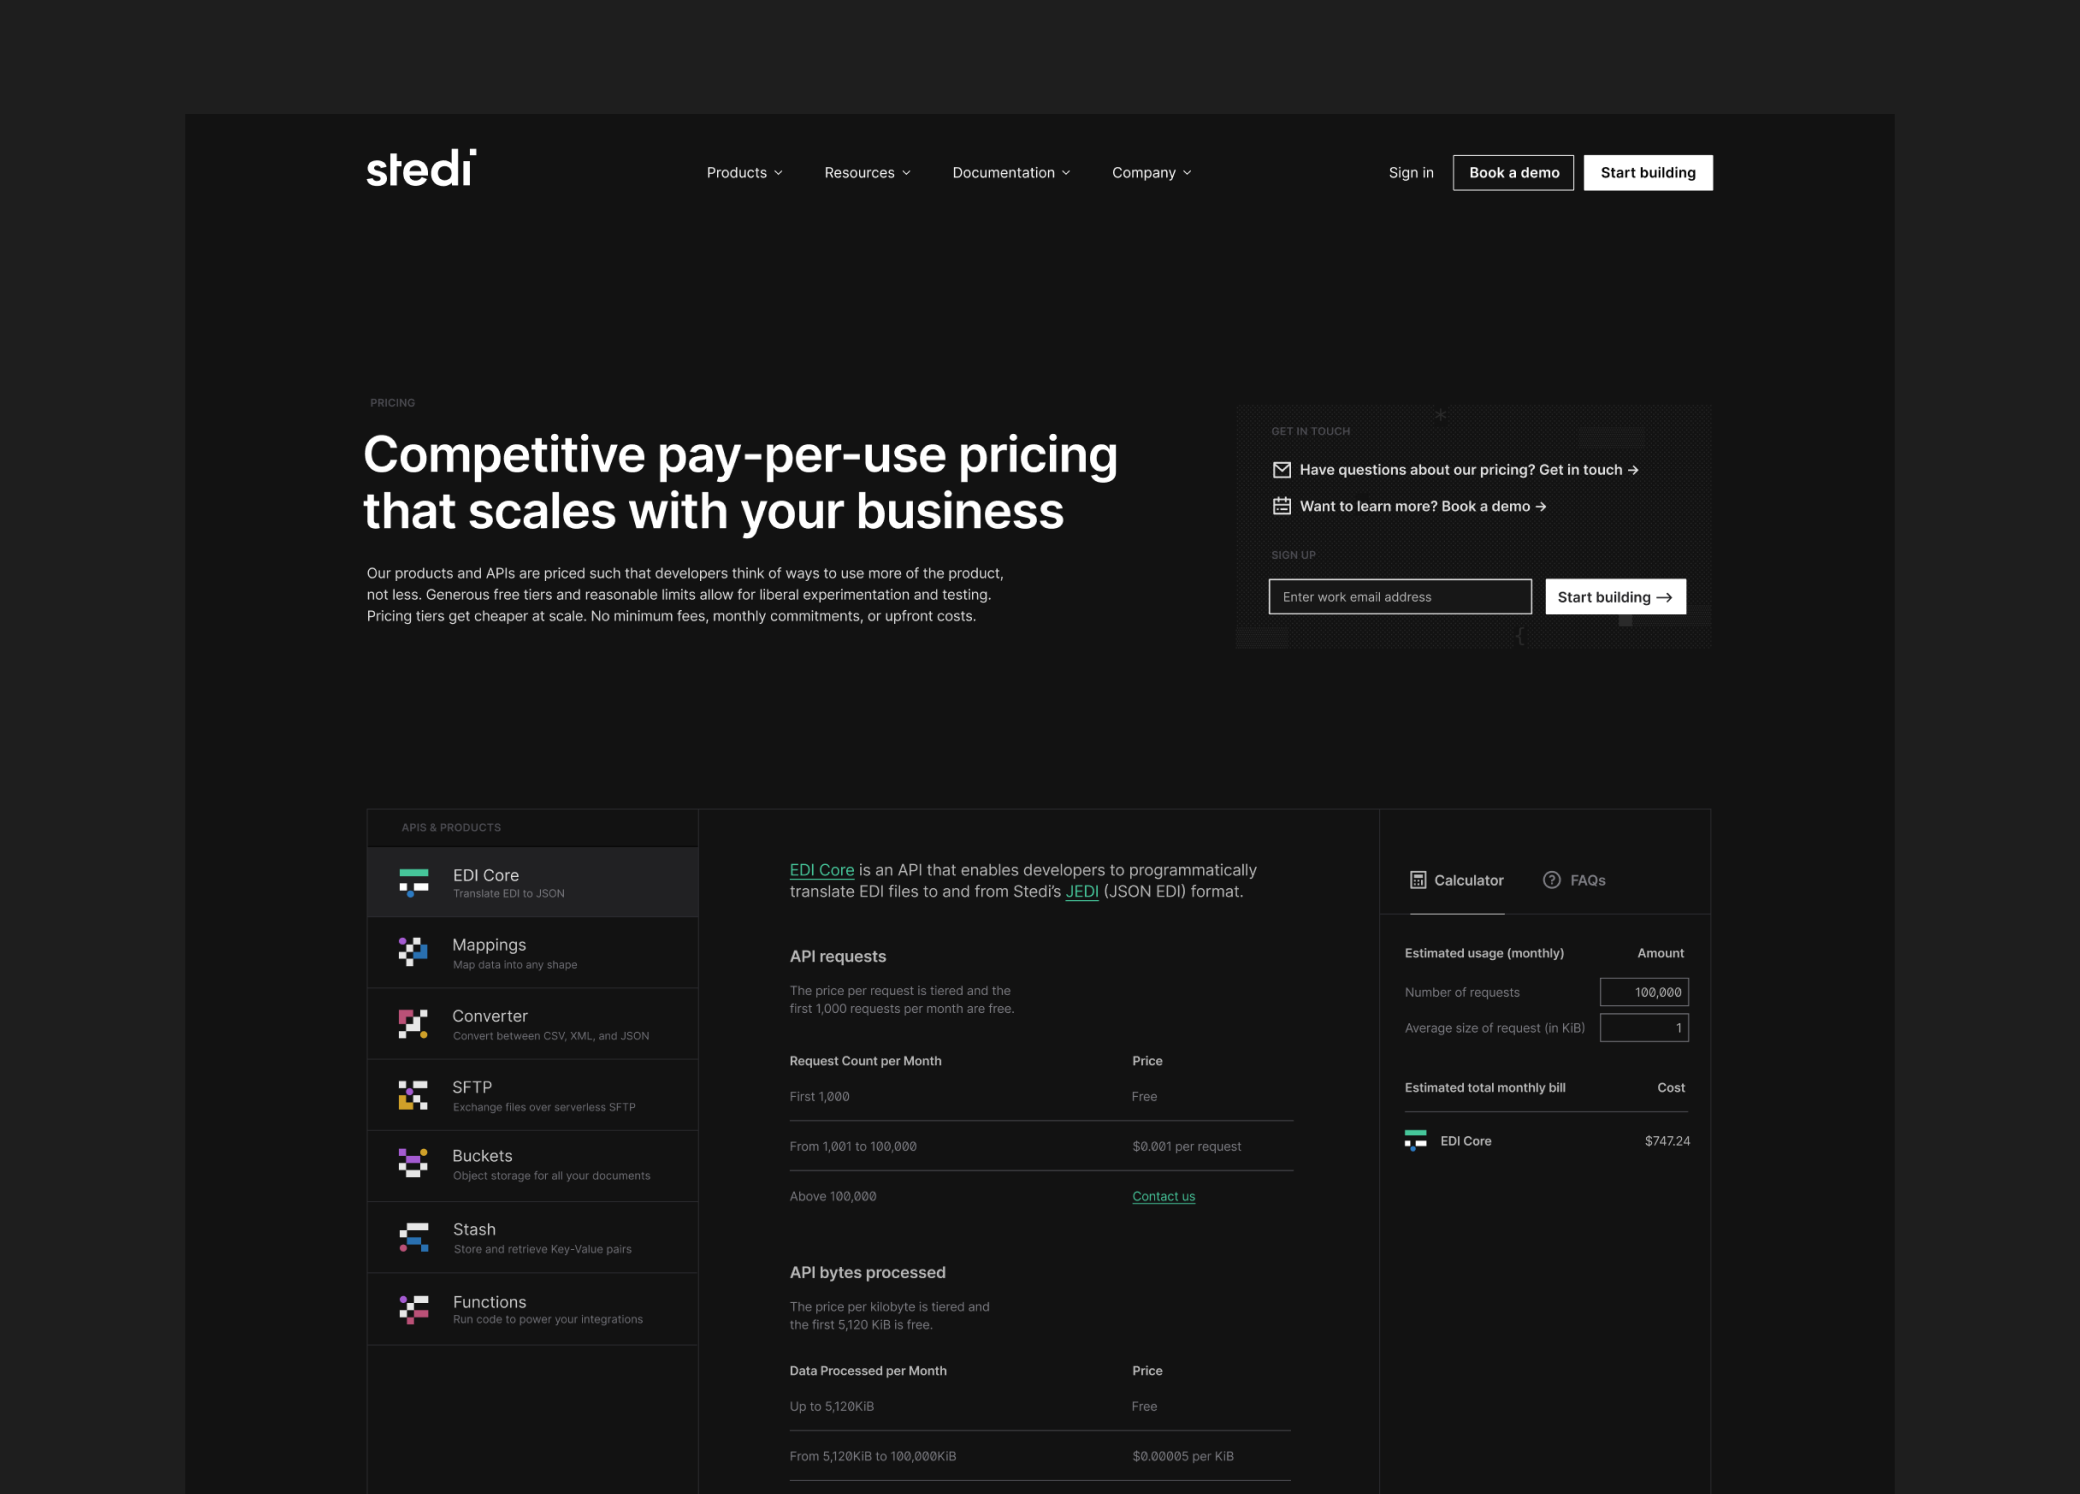 stedi
Products
Resources
Documentation
Company
Sign in
Book a demo
Start building
PRICING
Competitive pay-per-use pricing
that scales with your business
Our products and APIs are priced such that developers think of ways to use more of the product,
not less. Generous free tiers and reasonable limits allow for liberal experimentation and testing.
Pricing tiers get cheaper at scale. No minimum fees, monthly commitments, or upfront costs.
*
GET IN TOUCH
Have questions about our pricing? Get in touch →
Want to learn more? Book a demo →
SIGN UP
Enter work email address
Start building →
{
APIS & PRODUCTS
EDI Core
Translate EDI to JSON
Mappings
Map data into any shape
Converter
Convert between CSV, XML, and JSON
SFTP
Exchange files over serverless SFTP
Buckets
Object storage for all your documents
Stash
Store and retrieve Key-Value pairs
Functions
Run code to power your integrations
EDI Core is an API that enables developers to programmatically
translate EDI files to and from Stedi’s JEDI (JSON EDI) format.
API requests
The price per request is tiered and the
first 1,000 requests per month are free.
Request Count per Month Price
First 1,000 Free
From 1,001 to 100,000 $0.001 per request
Above 100,000 Contact us
API bytes processed
The price per kilobyte is tiered and
the first 5,120 KiB is free.
Data Processed per Month Price
Up to 5,120KiB Free
From 5,120KiB to 100,000KiB $0.00005 per KiB
Calculator
FAQs
Estimated usage (monthly) Amount
Number of requests 100,000
Average size of request (in KiB) 1
Estimated total monthly bill Cost
EDI Core $747.24